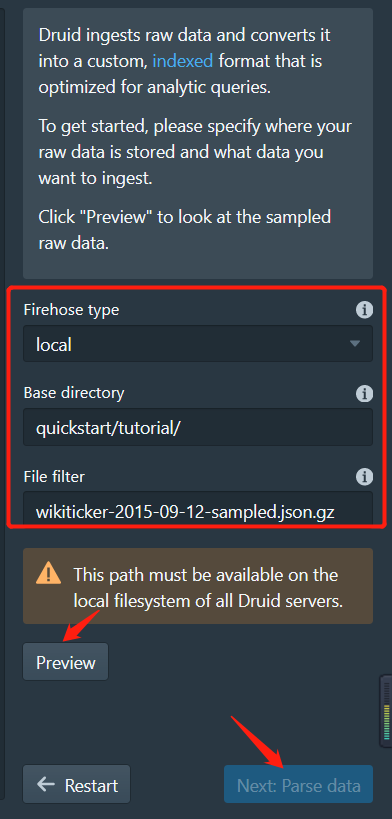 Druid ingests raw data and converts it
into a custom, indexed format that is
optimized for analytic queries.
To get started, please specify where your
raw data is stored and what data you
want to ingest.
Click "Preview" to look at the sampled
raw data.
Firehose type
local
Base directory
quickstart/tutorial/
File filter
wikiticker-2015-09-12-sampled.json.gz
This path must be available on the
local filesystem of all Druid servers.
Preview
Restart
Next: Parse data